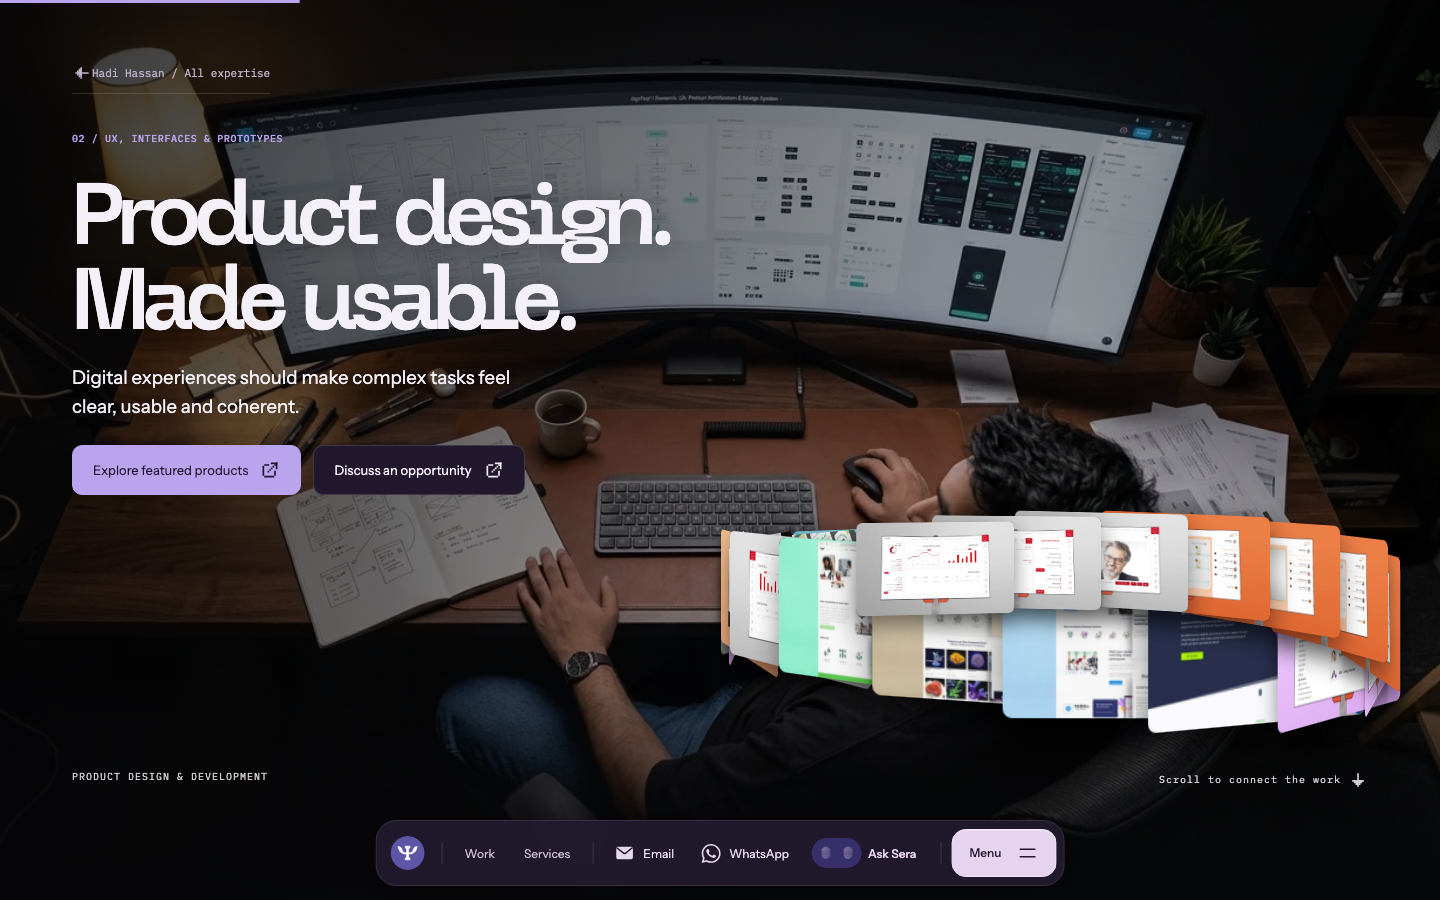 Hadi Hassan / All expertise
02 / UX, INTERFACES & PROTOTYPES
Product design.
Made usable.
Digital experiences should make complex tasks feel
clear, usable and coherent.
Explore featured products
Discuss an opportunity
PRODUCT DESIGN & DEVELOPMENT
Scroll to connect the work
Work
Services
Email
WhatsApp
Ask Sera
Menu